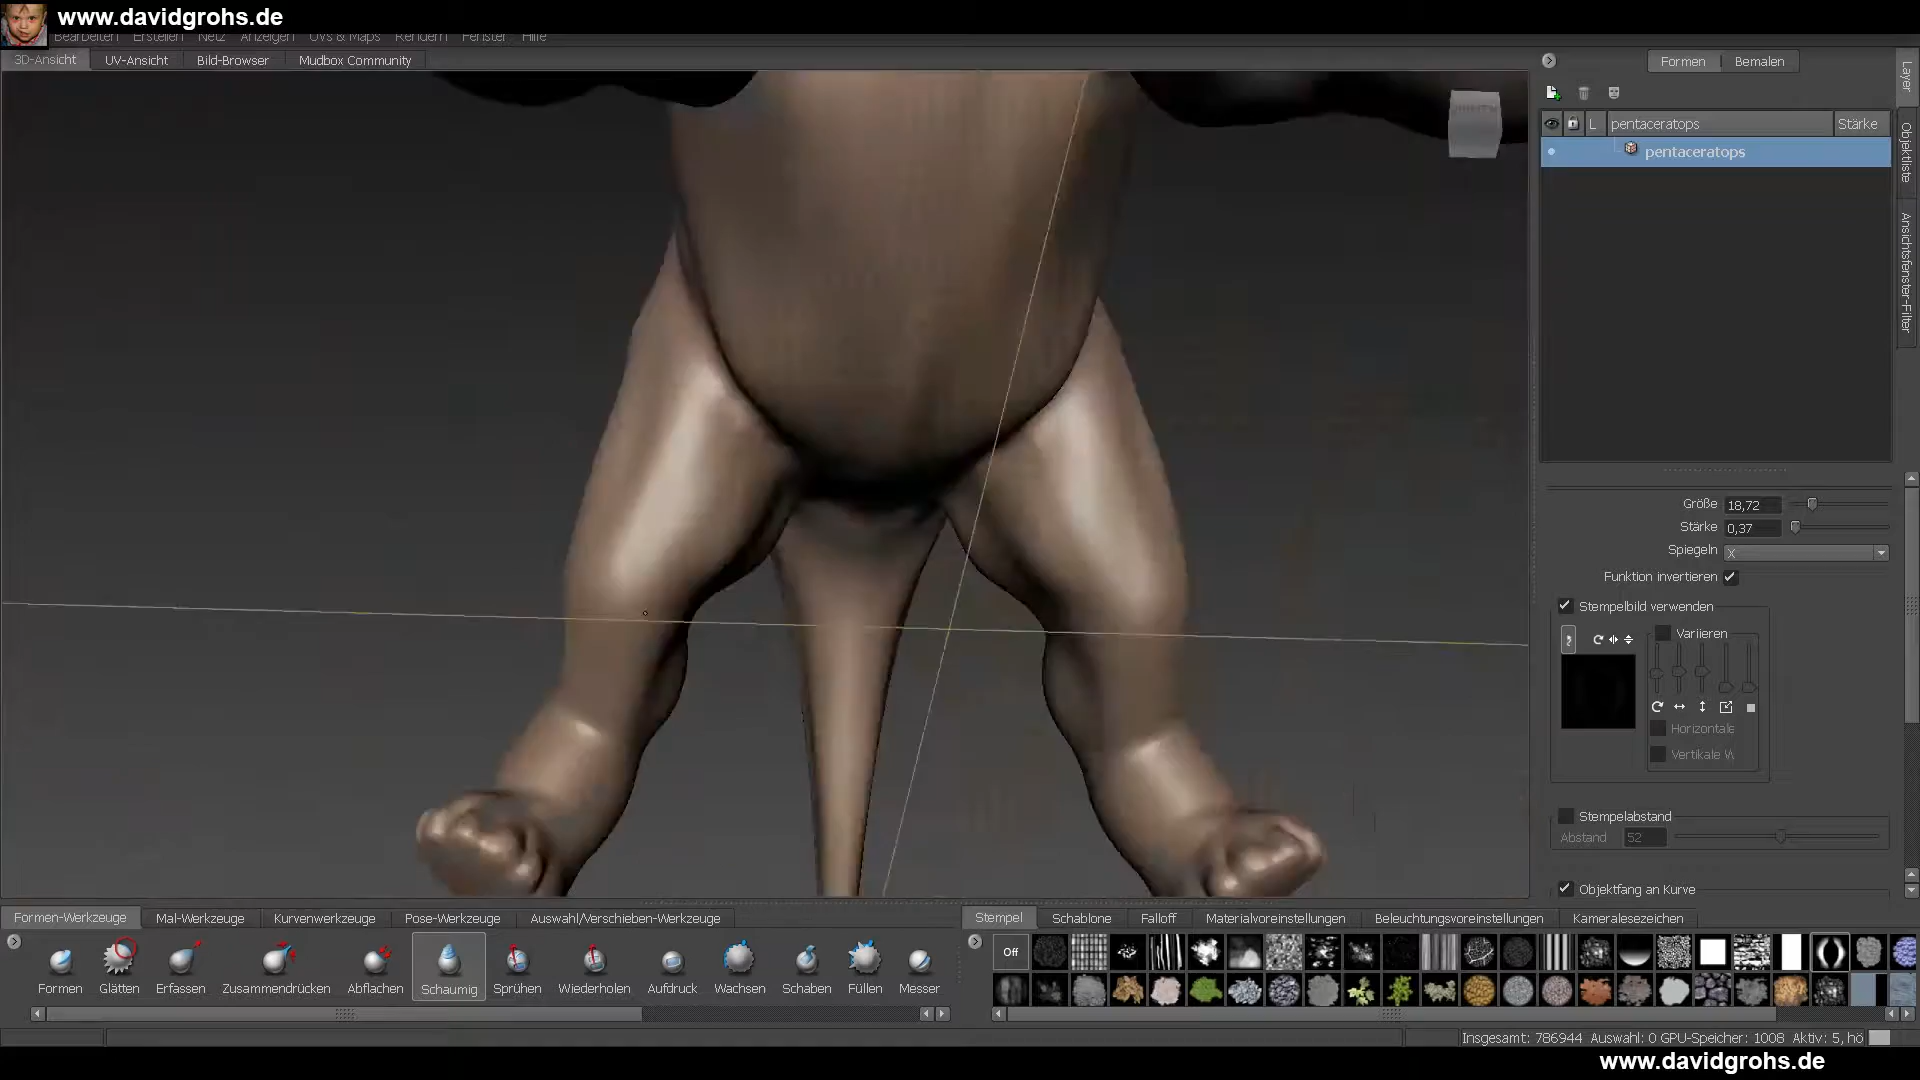 www.davidgrohs.de
Bearbeiten Erstellen Netz Anzeigen UVs & Maps Rendern Fenster Hilfe
3D-Ansicht UV-Ansicht Bild-Browser Mudbox Community
Formen Bemalen
Layer
Objektliste
Ansichtsfenster-Filter
L pentaceratops Stärke
pentaceratops
Größe 18,72
Stärke 0,37
Spiegeln X
Funktion invertieren
Stempelbild verwenden
Variieren
Horizontale
Vertikale W
Stempelabstand
Abstand 52
Objektfang an Kurve
Formen-Werkzeuge Mal-Werkzeuge Kurvenwerkzeuge Pose-Werkzeuge Auswahl/Verschieben-Werkzeuge
Stempel Schablone Falloff Materialvoreinstellungen Beleuchtungsvoreinstellungen Kameralesezeichen
Off
Formen Glätten Erfassen Zusammendrücken Abflachen Schaumig Sprühen Wiederholen Aufdruck Wachsen Schaben Füllen Messer
Insgesamt: 786944 Auswahl: 0 GPU-Speicher: 1008 Aktiv: 5, hö
www.davidgrohs.de